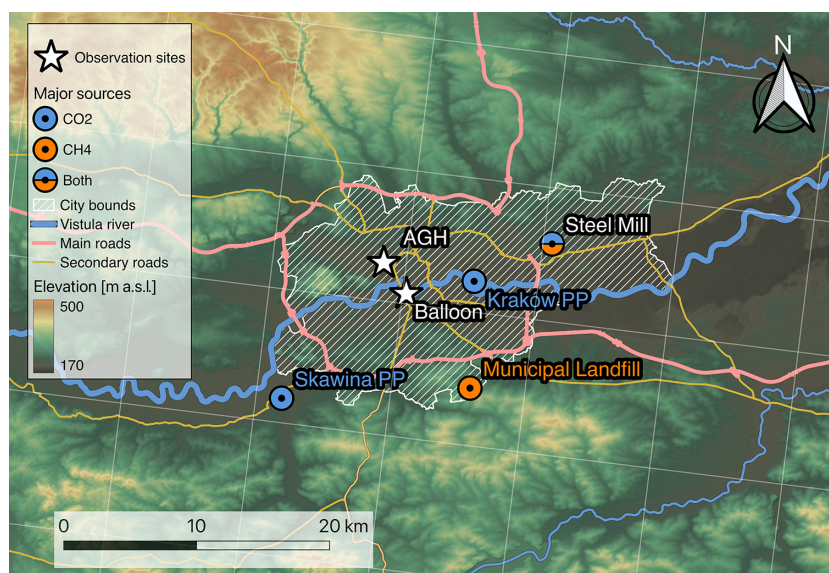 Observation sites
Major sources
CO2
CH4
Both
City bounds
Vistula river
Main roads
Secondary roads
Elevation [m a.s.l.]
500
170
N
AGH
Steel Mill
Kraków PP
Balloon
Municipal Landfill
Skawina PP
0
10
20 km